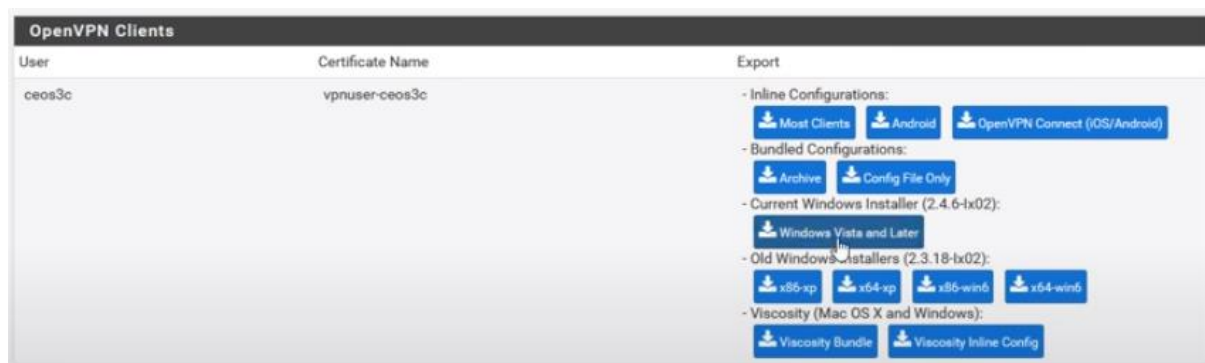 OpenVPN Clients
User Certificate Name Export
ceos3c vpnuser-ceos3c - Inline Configurations:
Most Clients Android OpenVPN Connect (iOS/Android)
- Bundled Configurations:
Archive Config File Only
- Current Windows Installer (2.4.6-Ix02):
Windows Vista and Later
- Old Windows Installers (2.3.18-Ix02):
x86-xp x64-xp x86-win6 x64-win6
- Viscosity (Mac OS X and Windows):
Viscosity Bundle Viscosity Inline Config